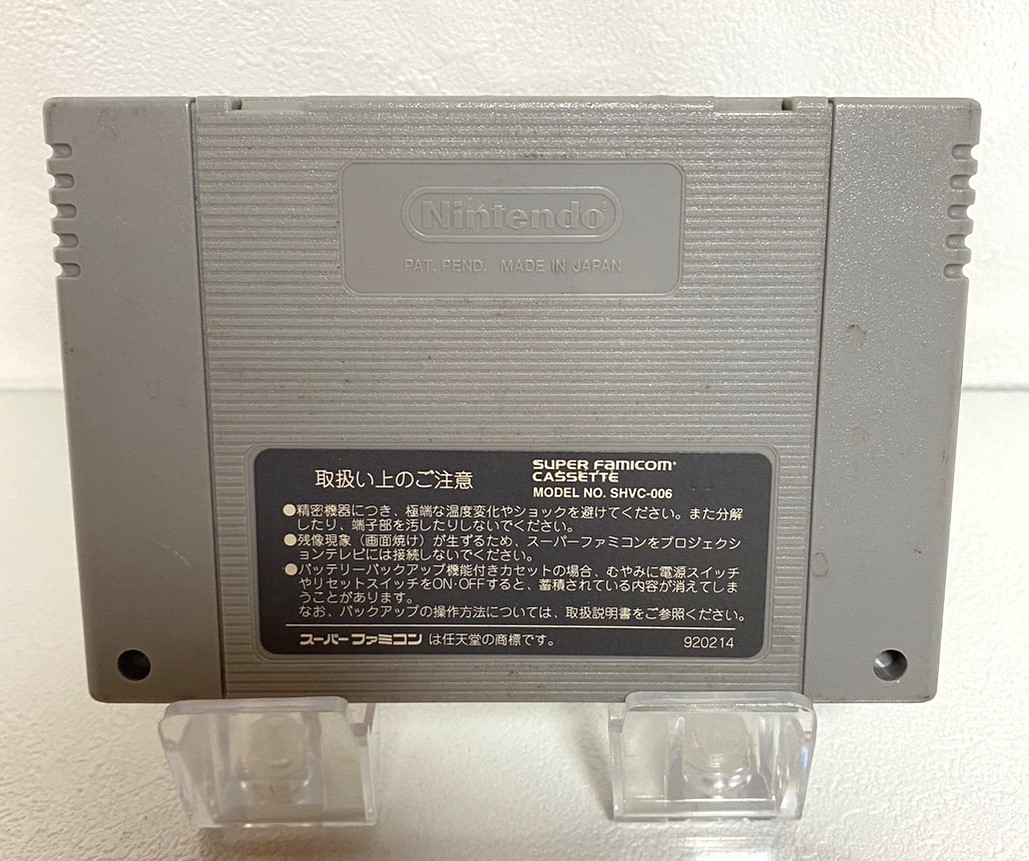 Nintendo®
PAT. PEND. MADE IN JAPAN
取扱い上のご注意
SUPER FAMICOM®
CASSETTE
MODEL NO. SHVC-006
●精密機器につき、極端な温度変化やショックを避けてください。また分解
したり、端子部を汚したりしないでください。
●残像現象（画面焼け）が生ずるため、スーパーファミコンをプロジェクシ
ョンテレビには接続しないでください。
●バッテリーバックアップ機能付きカセットの場合、むやみに電源スイッチ
やリセットスイッチをON・OFFすると、蓄積されている内容が消えてしま
うことがあります。
なお、バックアップの操作方法については、取扱説明書をご参照ください。
スーパーファミコン は任天堂の商標です。
920214